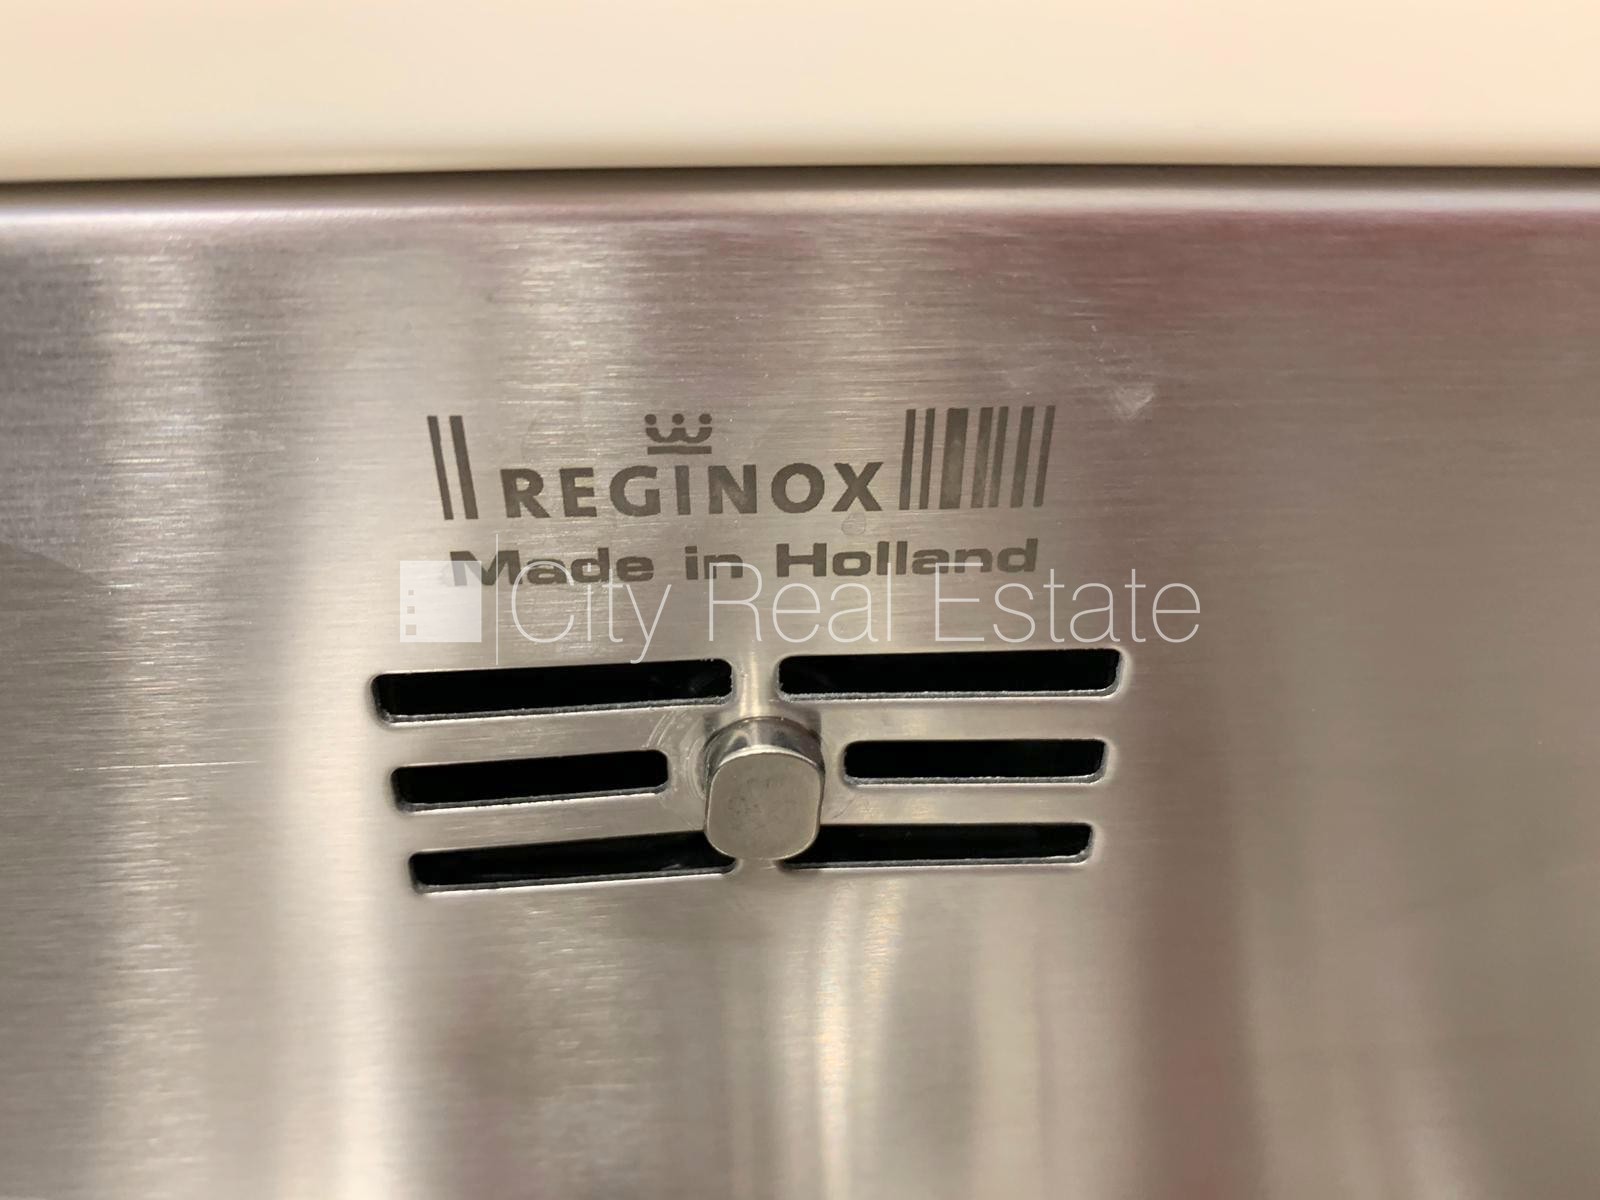 REGINOX
Made in Holland
City Real Estate